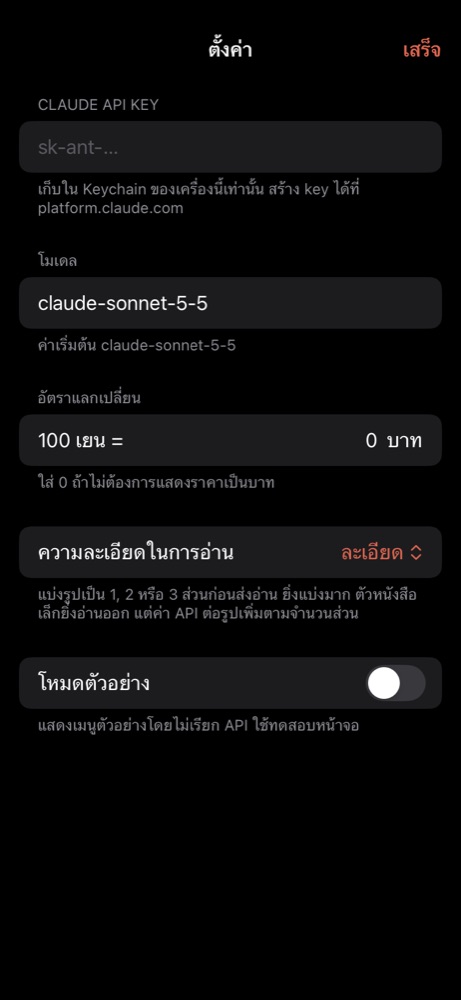 ตั้งค่า
เสร็จ
CLAUDE API KEY
sk-ant-...
เก็บใน Keychain ของเครื่องนี้เท่านั้น สร้าง key ได้ที่
platform.claude.com
โมเดล
claude-sonnet-5-5
ค่าเริ่มต้น claude-sonnet-5-5
อัตราแลกเปลี่ยน
100 เยน = 0 บาท
ใส่ 0 ถ้าไม่ต้องการแสดงราคาเป็นบาท
ความละเอียดในการอ่าน ละเอียด
แบ่งรูปเป็น 1, 2 หรือ 3 ส่วนก่อนส่งอ่าน ยิ่งแบ่งมาก ตัวหนังสือ
เล็กยิ่งอ่านออก แต่ค่า API ต่อรูปเพิ่มตามจำนวนส่วน
โหมดตัวอย่าง
แสดงเมนูตัวอย่างโดยไม่เรียก API ใช้ทดสอบหน้าจอ